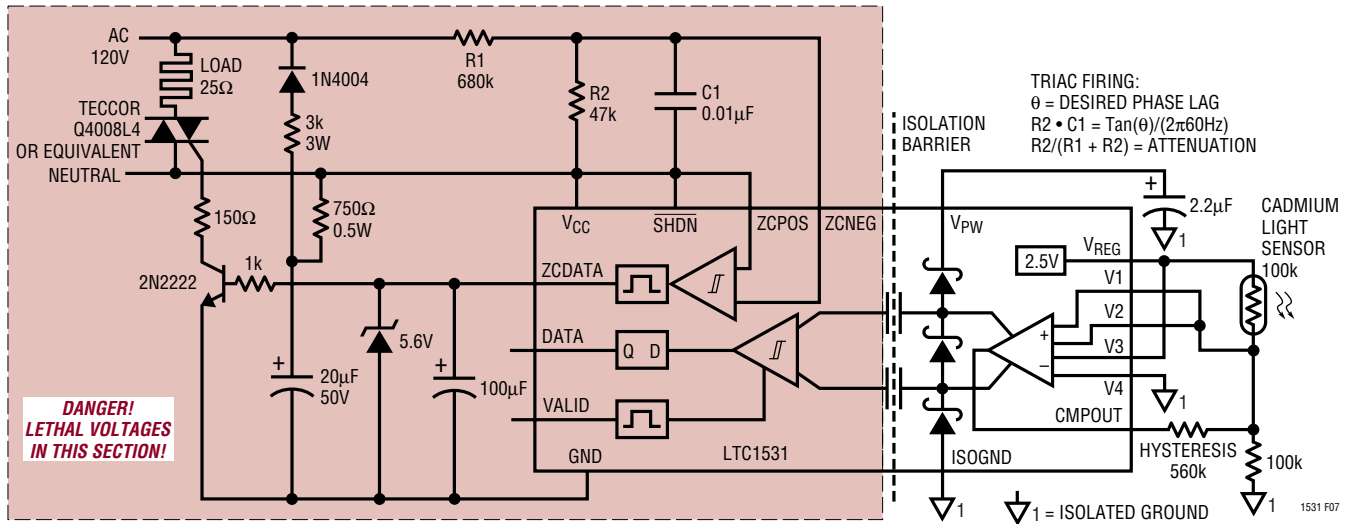 AC
120V
LOAD
25Ω
TECCOR
Q4008L4
OR EQUIVALENT
NEUTRAL
1N4004
3k
3W
R1
680k
R2
47k
C1
0.01µF
ISOLATION
BARRIER
TRIAC FIRING:
θ = DESIRED PHASE LAG
R2 • C1 = Tan(θ)/(2π60Hz)
R2/(R1 + R2) = ATTENUATION
150Ω
750Ω
0.5W
2N2222
1k
VCC
SHDN
ZCPOS
ZCNEG
VPW
+
2.2µF
1
CADMIUM
LIGHT
SENSOR
100k
2.5V
VREG
V1
V2
V3
V4
+
−
1
CMPOUT
ZCDATA
DATA
Q D
VALID
5.6V
+
20µF
50V
+
100µF
DANGER!
LETHAL VOLTAGES
IN THIS SECTION!
GND
LTC1531
ISOGND
HYSTERESIS
560k
100k
1
1
1 = ISOLATED GROUND
1531 F07